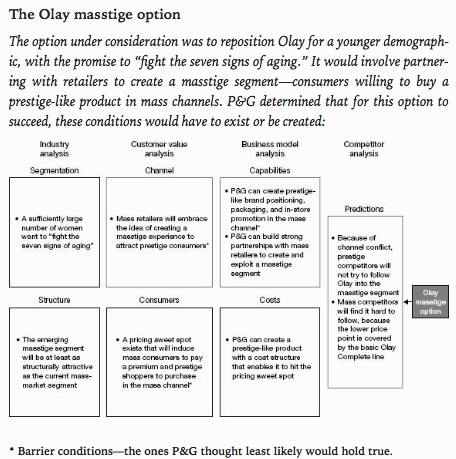 The Olay masstige option
The option under consideration was to reposition Olay for a younger demograph-
ic, with the promise to “fight the seven signs of aging.” It would involve partner-
ing with retailers to create a masstige segment—consumers willing to buy a
prestige-like product in mass channels. P&G determined that for this option to
succeed, these conditions would have to exist or be created:
Industry
analysis
Segmentation
• A sufficiently large
number of women
want to “fight the
seven signs of aging”
Structure
• The emerging
masstige segment
will be at least as
structurally attractive
as the current mass-
market segment
Customer value
analysis
Channel
• Mass retailers will embrace
the idea of creating a
masstige experience to
attract prestige consumers*
Consumers
• A pricing sweet spot
exists that will induce
mass consumers to pay
a premium and prestige
shoppers to purchase
in the mass channel*
Business model
analysis
Capabilities
• P&G can create prestige-
like brand positioning,
packaging, and in-store
promotion in the mass
channel*
• P&G can build strong
partnerships with mass
retailers to create and
exploit a masstige
segment
Costs
• P&G can create a
prestige-like product
with a cost structure
that enables it to hit the
pricing sweet spot
Competitor
analysis
Predictions
• Because of
channel conflict,
prestige
competitors will
not try to follow
Olay into the
masstige segment
• Mass competitors
will find it hard to
follow, because
the lower price
point is covered
by the basic Olay
Complete line
Olay
masstige
option
* Barrier conditions—the ones P&G thought least likely would hold true.